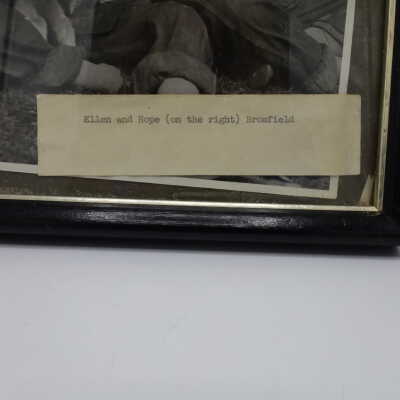 Ellen and Hope (on the right) Bromfield